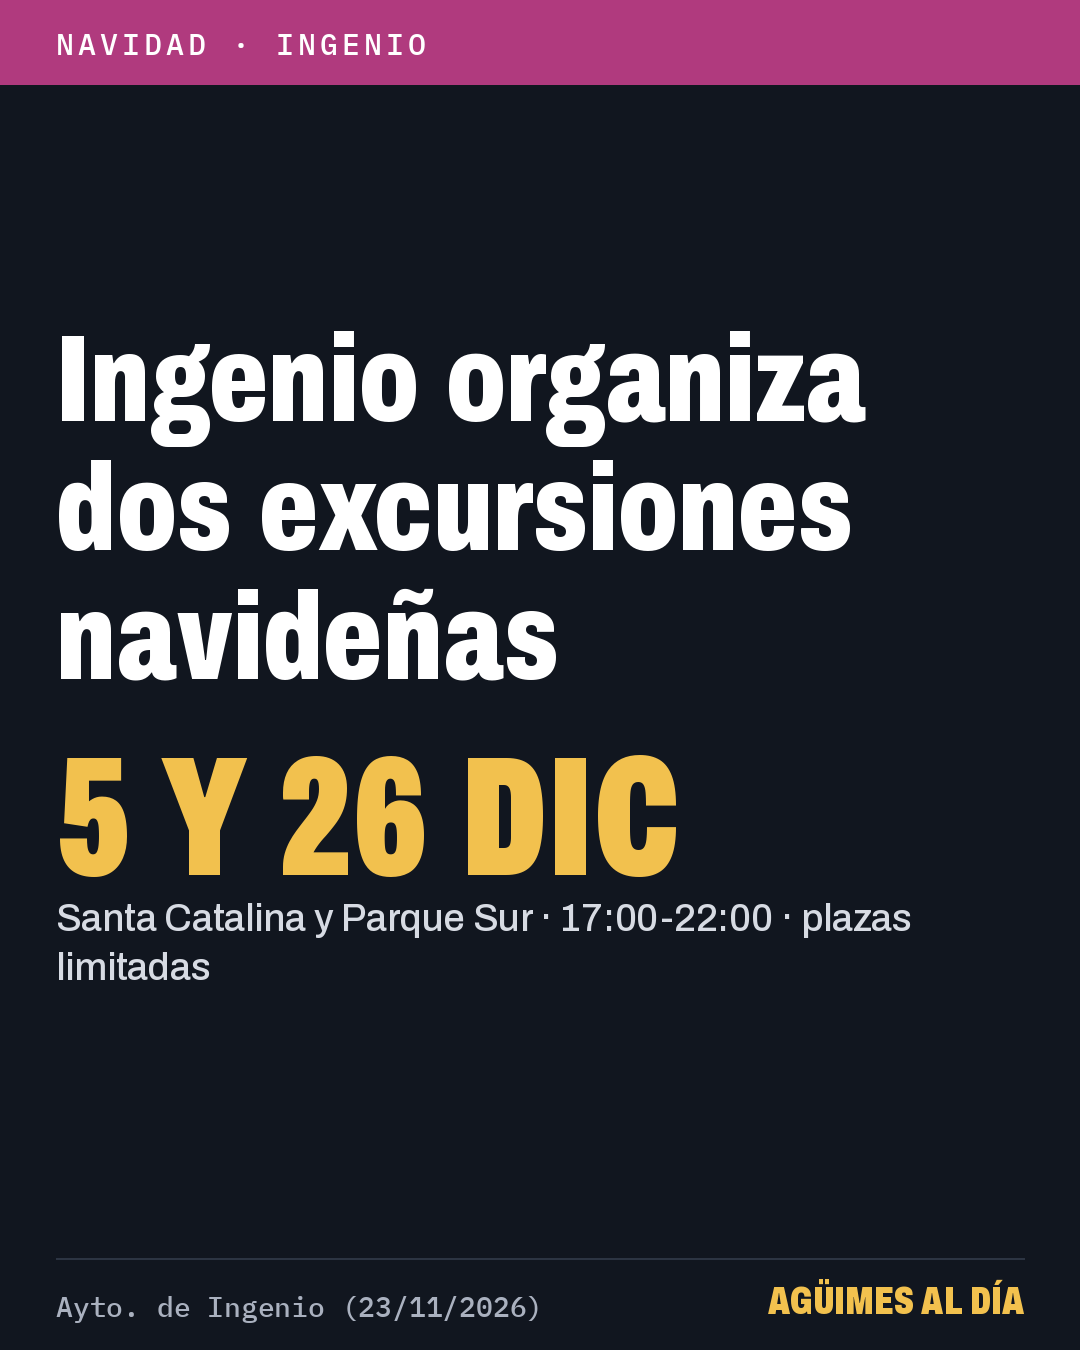 NAVIDAD · INGENIO
Ingenio organiza
dos excursiones
navideñas
5 Y 26 DIC
Santa Catalina y Parque Sur · 17:00-22:00 · plazas
limitadas
Ayto. de Ingenio (23/11/2026)
AGÜIMES AL DÍA